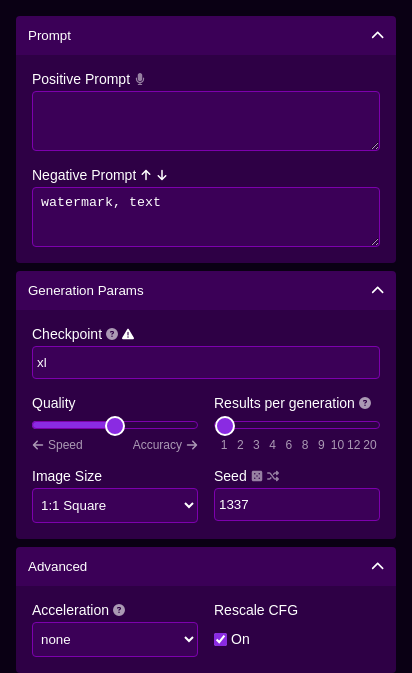 Prompt
Positive Prompt
Negative Prompt
watermark, text
Generation Params
Checkpoint
xl
Quality
Speed Accuracy
Results per generation
1 2 3 4 6 8 9 10 12 20
Image Size
1:1 Square
Seed
1337
Advanced
Acceleration
none
Rescale CFG
On